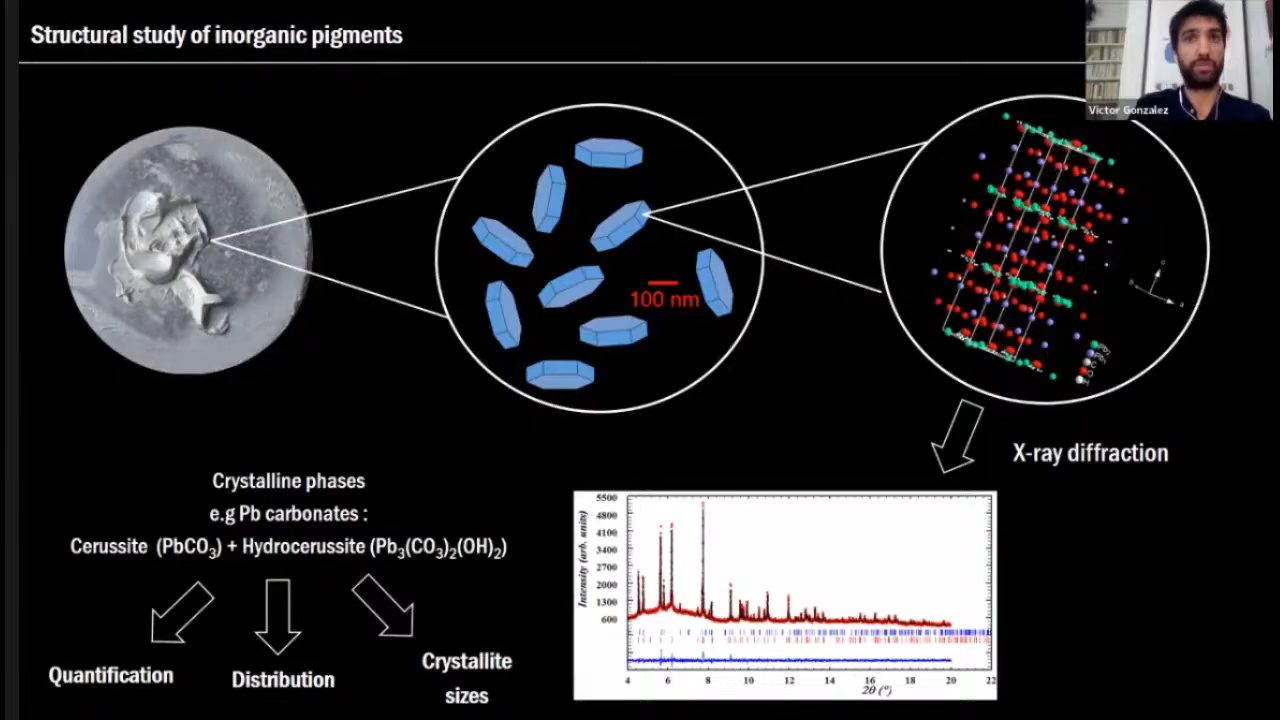 Structural study of inorganic pigments
Victor Gonzalez
100 nm
X-ray diffraction
Crystalline phases
e.g Pb carbonates :
Cerussite (PbCO₃) + Hydrocerussite (Pb₃(CO₃)₂(OH)₂)
Quantification
Distribution
Crystallite
sizes
Intensity (arb. units)
5500
4800
4100
3400
2700
2000
1300
600
4 6 8 10 12 14 16 18 20 22
2θ (°)